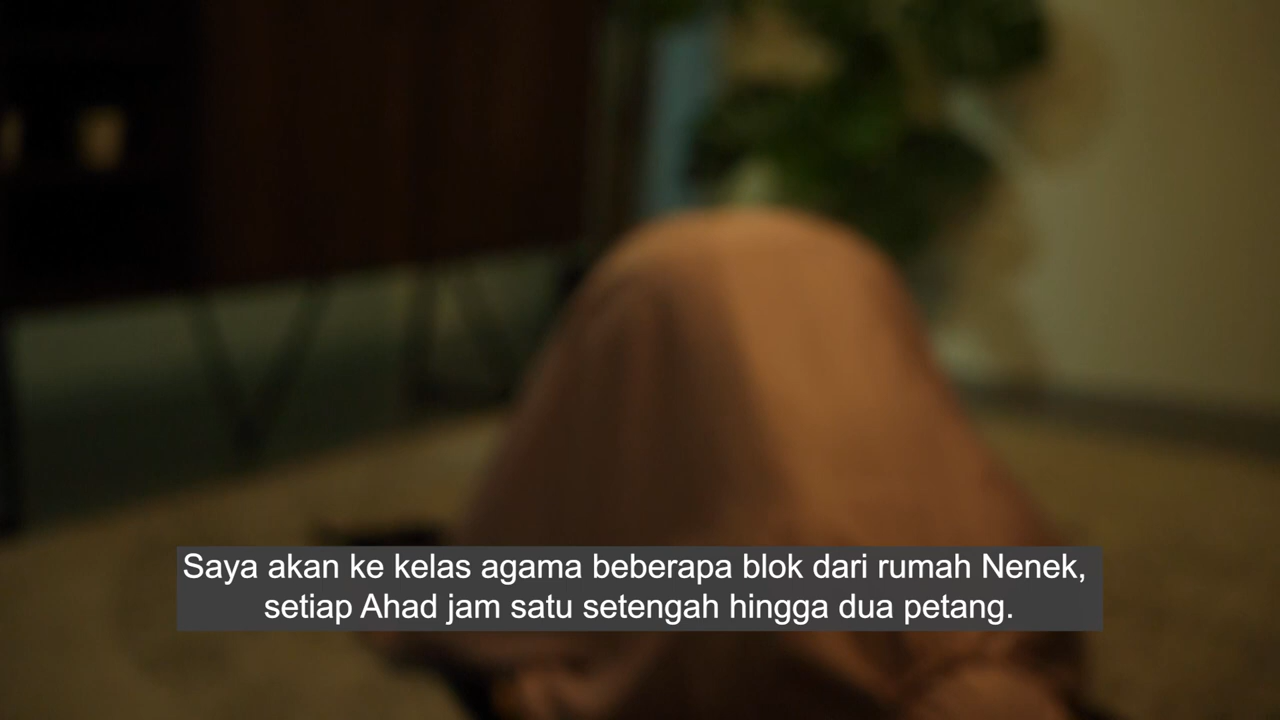 Saya akan ke kelas agama beberapa blok dari rumah Nenek,
setiap Ahad jam satu setengah hingga dua petang.